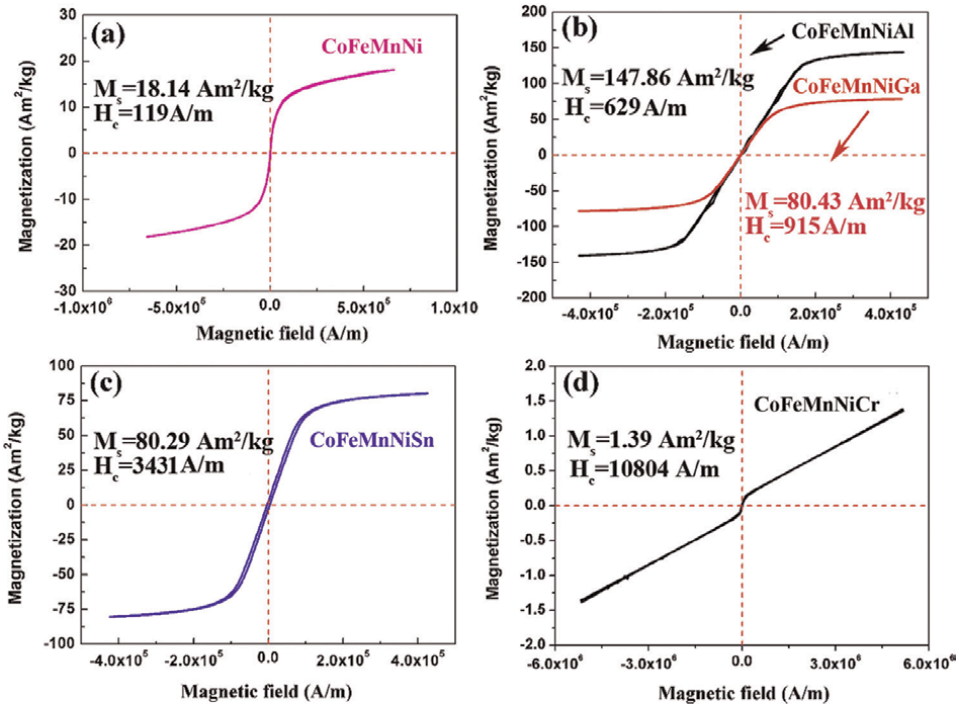 (a)
CoFeMnNi
Mₛ=18.14 Am²/kg
H꜀=119A/m
30
20
10
0
-10
-20
-30
Magnetization (Am²/kg)
-1.0x10⁶
-5.0x10⁵
0.0
5.0x10⁵
1.0x10
Magnetic field (A/m)
(b)
CoFeMnNiAl
Mₛ=147.86 Am²/kg
H꜀=629A/m
CoFeMnNiGa
Mₛ=80.43 Am²/kg
H꜀=915A/m
200
150
100
50
0
-50
-100
-150
-200
Magnetization (Am²/kg)
-4.0x10⁵
-2.0x10⁵
0.0
2.0x10⁵
4.0x10⁵
Magnetic field (A/m)
(c)
Mₛ=80.29 Am²/kg
H꜀=3431A/m
CoFeMnNiSn
100
75
50
25
0
-25
-50
-75
-100
Magnetization (Am²/kg)
-4.0x10⁵
-2.0x10⁵
0.0
2.0x10⁵
4.0x10⁵
Magnetic field (A/m)
(d)
CoFeMnNiCr
Mₛ=1.39 Am²/kg
H꜀=10804 A/m
2.0
1.5
1.0
0.5
0.0
-0.5
-1.0
-1.5
-2.0
Magnetization (Am²/kg)
-6.0x10⁶
-3.0x10⁶
0.0
3.0x10⁶
6.0x10⁶
Magnetic field (A/m)